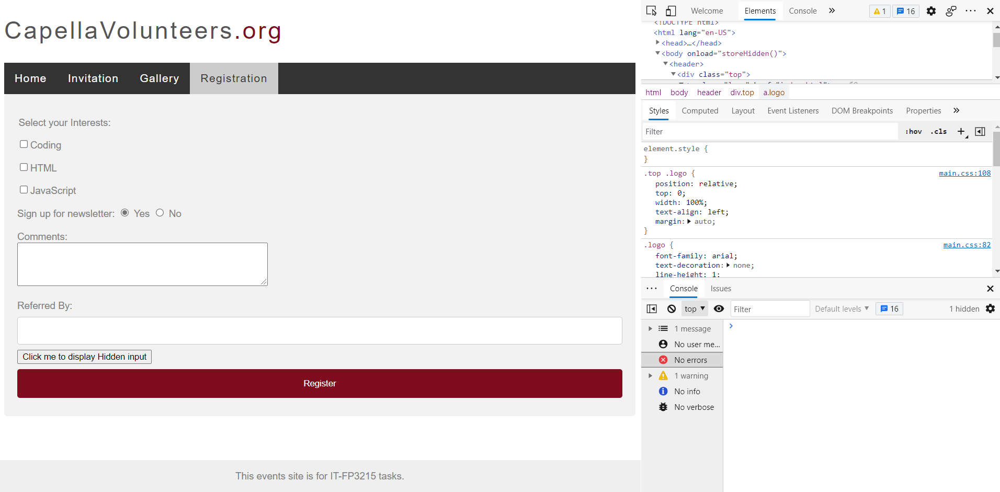 CapellaVolunteers.org
Home Invitation Gallery Registration
Select your Interests:
Coding
HTML
JavaScript
Sign up for newsletter: Yes No
Comments:
Referred By:
Click me to display Hidden input
Register
This events site is for IT-FP3215 tasks.
Welcome Elements Console 1 16
<!DOCTYPE html>
<html lang="en-US">
<head>…</head>
<body onload="storeHidden()">
<header>
<div class="top">
html body header div.top a.logo
Styles Computed Layout Event Listeners DOM Breakpoints Properties
Filter :hov .cls
element.style {
}
.top .logo { main.css:108
position: relative;
top: 0;
width: 100%;
text-align: left;
margin: auto;
}
.logo { main.css:82
font-family: arial;
text-decoration: none;
line-height: 1;
Console Issues
top Filter Default levels 16 1 hidden
1 message
No user me...
No errors
1 warning
No info
No verbose